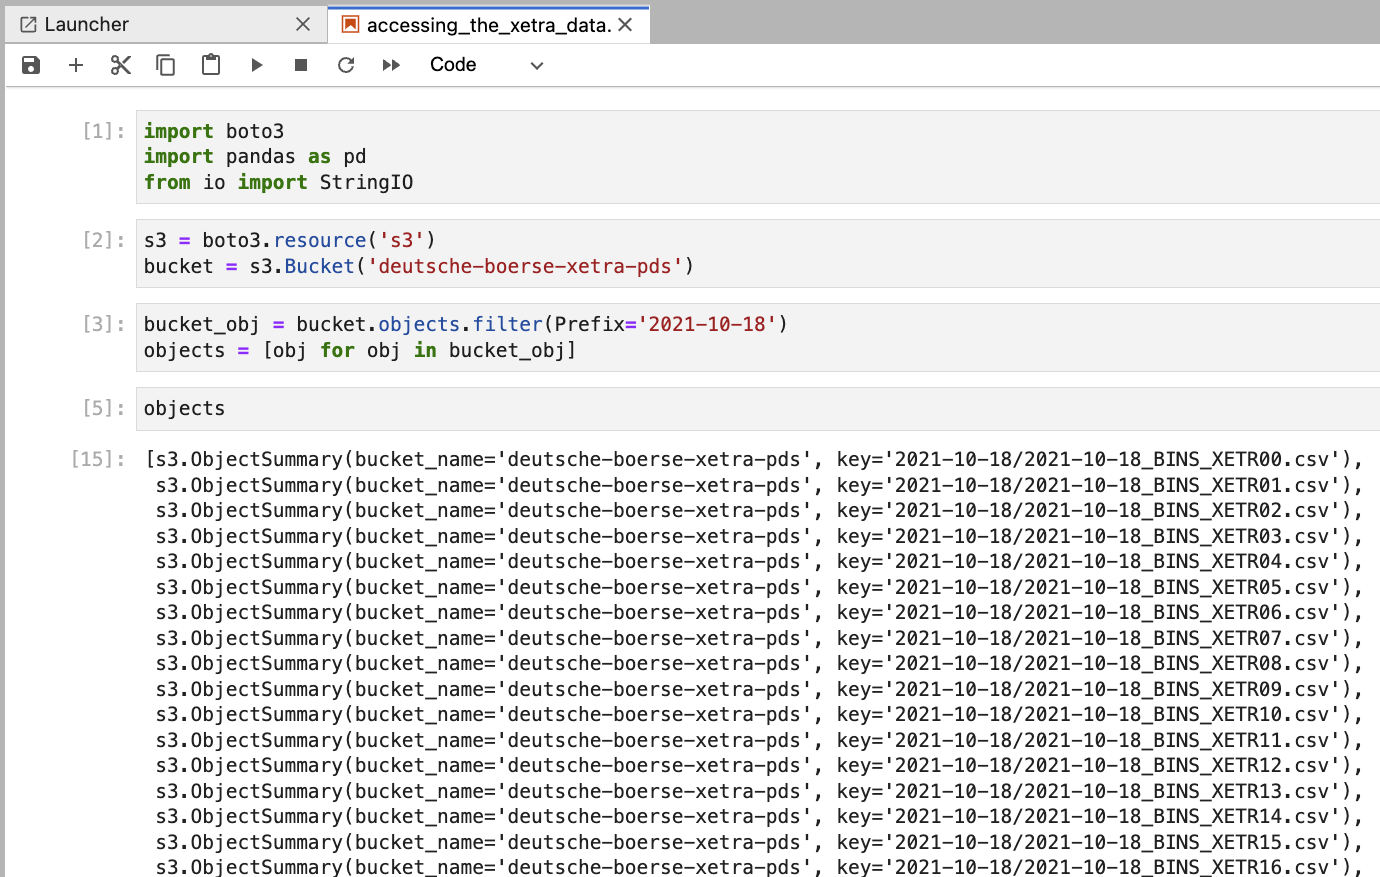 Launcher
accessing_the_xetra_data.
Code
[1]:
import boto3
import pandas as pd
from io import StringIO
[2]:
s3 = boto3.resource('s3')
bucket = s3.Bucket('deutsche-boerse-xetra-pds')
[3]:
bucket_obj = bucket.objects.filter(Prefix='2021-10-18')
objects = [obj for obj in bucket_obj]
[5]:
objects
[15]:
[s3.ObjectSummary(bucket_name='deutsche-boerse-xetra-pds', key='2021-10-18/2021-10-18_BINS_XETR00.csv'),
s3.ObjectSummary(bucket_name='deutsche-boerse-xetra-pds', key='2021-10-18/2021-10-18_BINS_XETR01.csv'),
s3.ObjectSummary(bucket_name='deutsche-boerse-xetra-pds', key='2021-10-18/2021-10-18_BINS_XETR02.csv'),
s3.ObjectSummary(bucket_name='deutsche-boerse-xetra-pds', key='2021-10-18/2021-10-18_BINS_XETR03.csv'),
s3.ObjectSummary(bucket_name='deutsche-boerse-xetra-pds', key='2021-10-18/2021-10-18_BINS_XETR04.csv'),
s3.ObjectSummary(bucket_name='deutsche-boerse-xetra-pds', key='2021-10-18/2021-10-18_BINS_XETR05.csv'),
s3.ObjectSummary(bucket_name='deutsche-boerse-xetra-pds', key='2021-10-18/2021-10-18_BINS_XETR06.csv'),
s3.ObjectSummary(bucket_name='deutsche-boerse-xetra-pds', key='2021-10-18/2021-10-18_BINS_XETR07.csv'),
s3.ObjectSummary(bucket_name='deutsche-boerse-xetra-pds', key='2021-10-18/2021-10-18_BINS_XETR08.csv'),
s3.ObjectSummary(bucket_name='deutsche-boerse-xetra-pds', key='2021-10-18/2021-10-18_BINS_XETR09.csv'),
s3.ObjectSummary(bucket_name='deutsche-boerse-xetra-pds', key='2021-10-18/2021-10-18_BINS_XETR10.csv'),
s3.ObjectSummary(bucket_name='deutsche-boerse-xetra-pds', key='2021-10-18/2021-10-18_BINS_XETR11.csv'),
s3.ObjectSummary(bucket_name='deutsche-boerse-xetra-pds', key='2021-10-18/2021-10-18_BINS_XETR12.csv'),
s3.ObjectSummary(bucket_name='deutsche-boerse-xetra-pds', key='2021-10-18/2021-10-18_BINS_XETR13.csv'),
s3.ObjectSummary(bucket_name='deutsche-boerse-xetra-pds', key='2021-10-18/2021-10-18_BINS_XETR14.csv'),
s3.ObjectSummary(bucket_name='deutsche-boerse-xetra-pds', key='2021-10-18/2021-10-18_BINS_XETR15.csv'),
s3.ObjectSummary(bucket_name='deutsche-boerse-xetra-pds', key='2021-10-18/2021-10-18_BINS_XETR16.csv'),